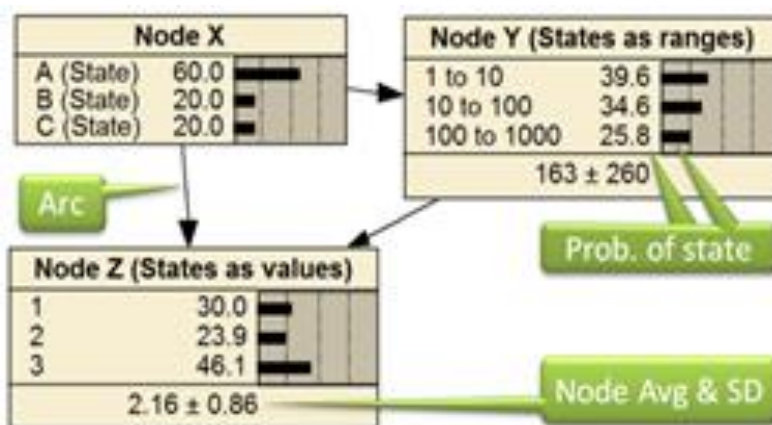 Node X
A (State) 60.0
B (State) 20.0
C (State) 20.0
Node Y (States as ranges)
1 to 10 39.6
10 to 100 34.6
100 to 1000 25.8
163 ± 260
Arc
Prob. of state
Node Z (States as values)
1 30.0
2 23.9
3 46.1
2.16 ± 0.86
Node Avg & SD